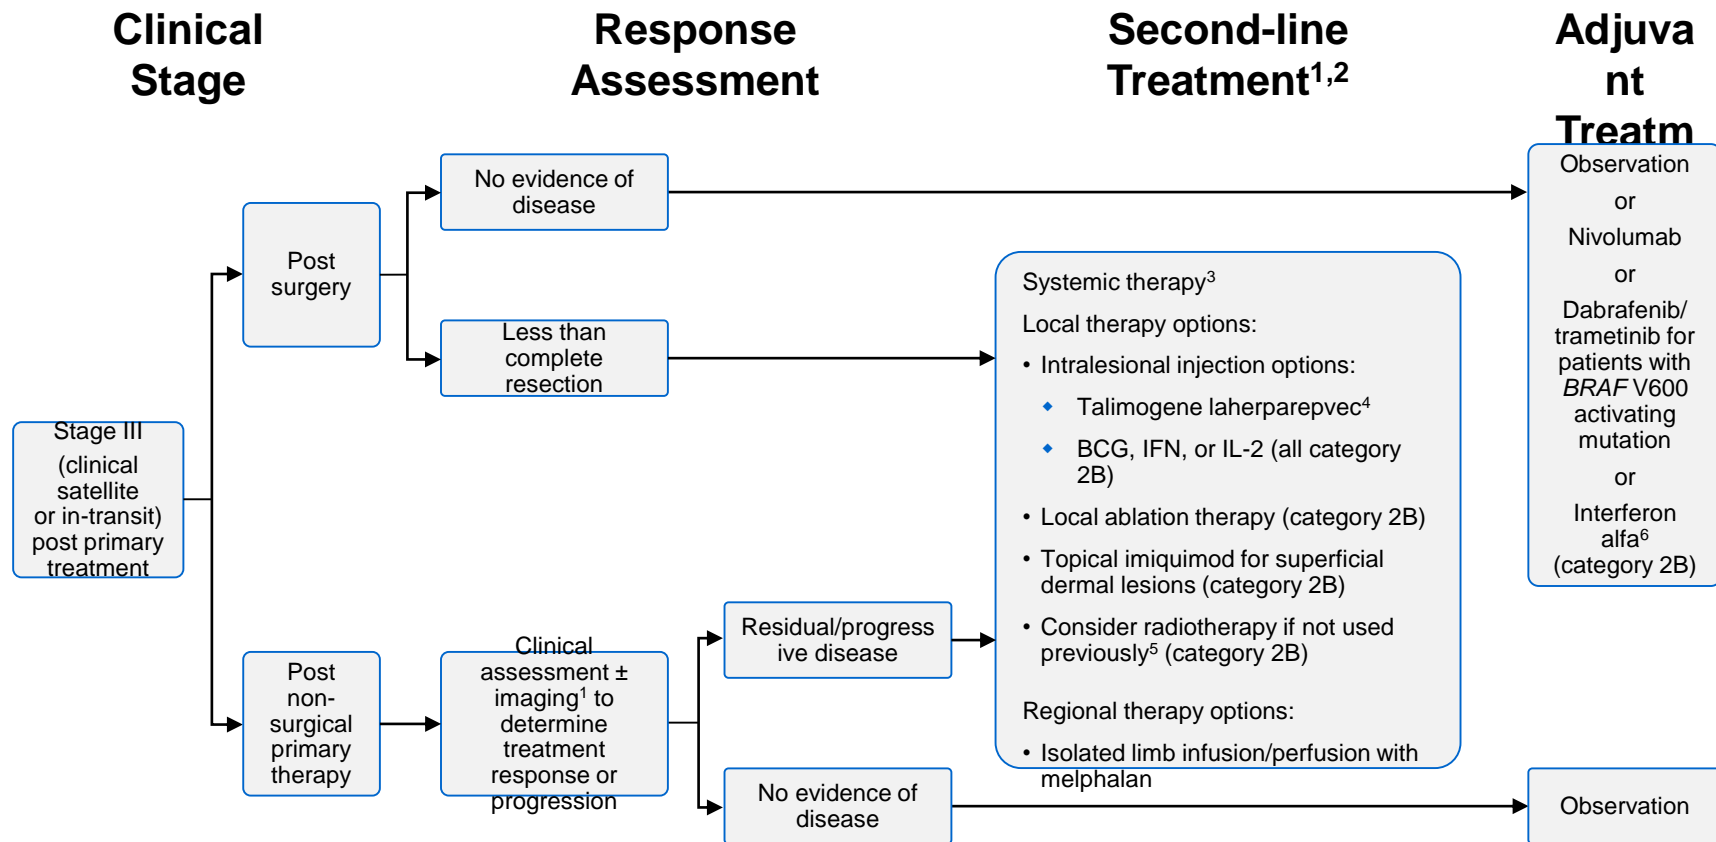 Clinical
Stage
Response
Assessment
Second-line
Treatment1,2
Adjuva
nt
Treatm
Stage III
(clinical
satellite
or in-transit)
post primary
treatment
Post
surgery
No evidence of
disease
Less than
complete
resection
Post
non-
surgical
primary
therapy
Clinical
assessment ±
imaging1 to
determine
treatment
response or
progression
Residual/progress
ive disease
No evidence of
disease
Systemic therapy3
Local therapy options:
• Intralesional injection options:
◆ Talimogene laherparepvec4
◆ BCG, IFN, or IL-2 (all category
2B)
• Local ablation therapy (category 2B)
• Topical imiquimod for superficial
dermal lesions (category 2B)
• Consider radiotherapy if not used
previously5 (category 2B)
Regional therapy options:
• Isolated limb infusion/perfusion with
melphalan
Observation
or
Nivolumab
or
Dabrafenib/
trametinib for
patients with
BRAF V600
activating
mutation
or
Interferon
alfa6
(category 2B)
Observation